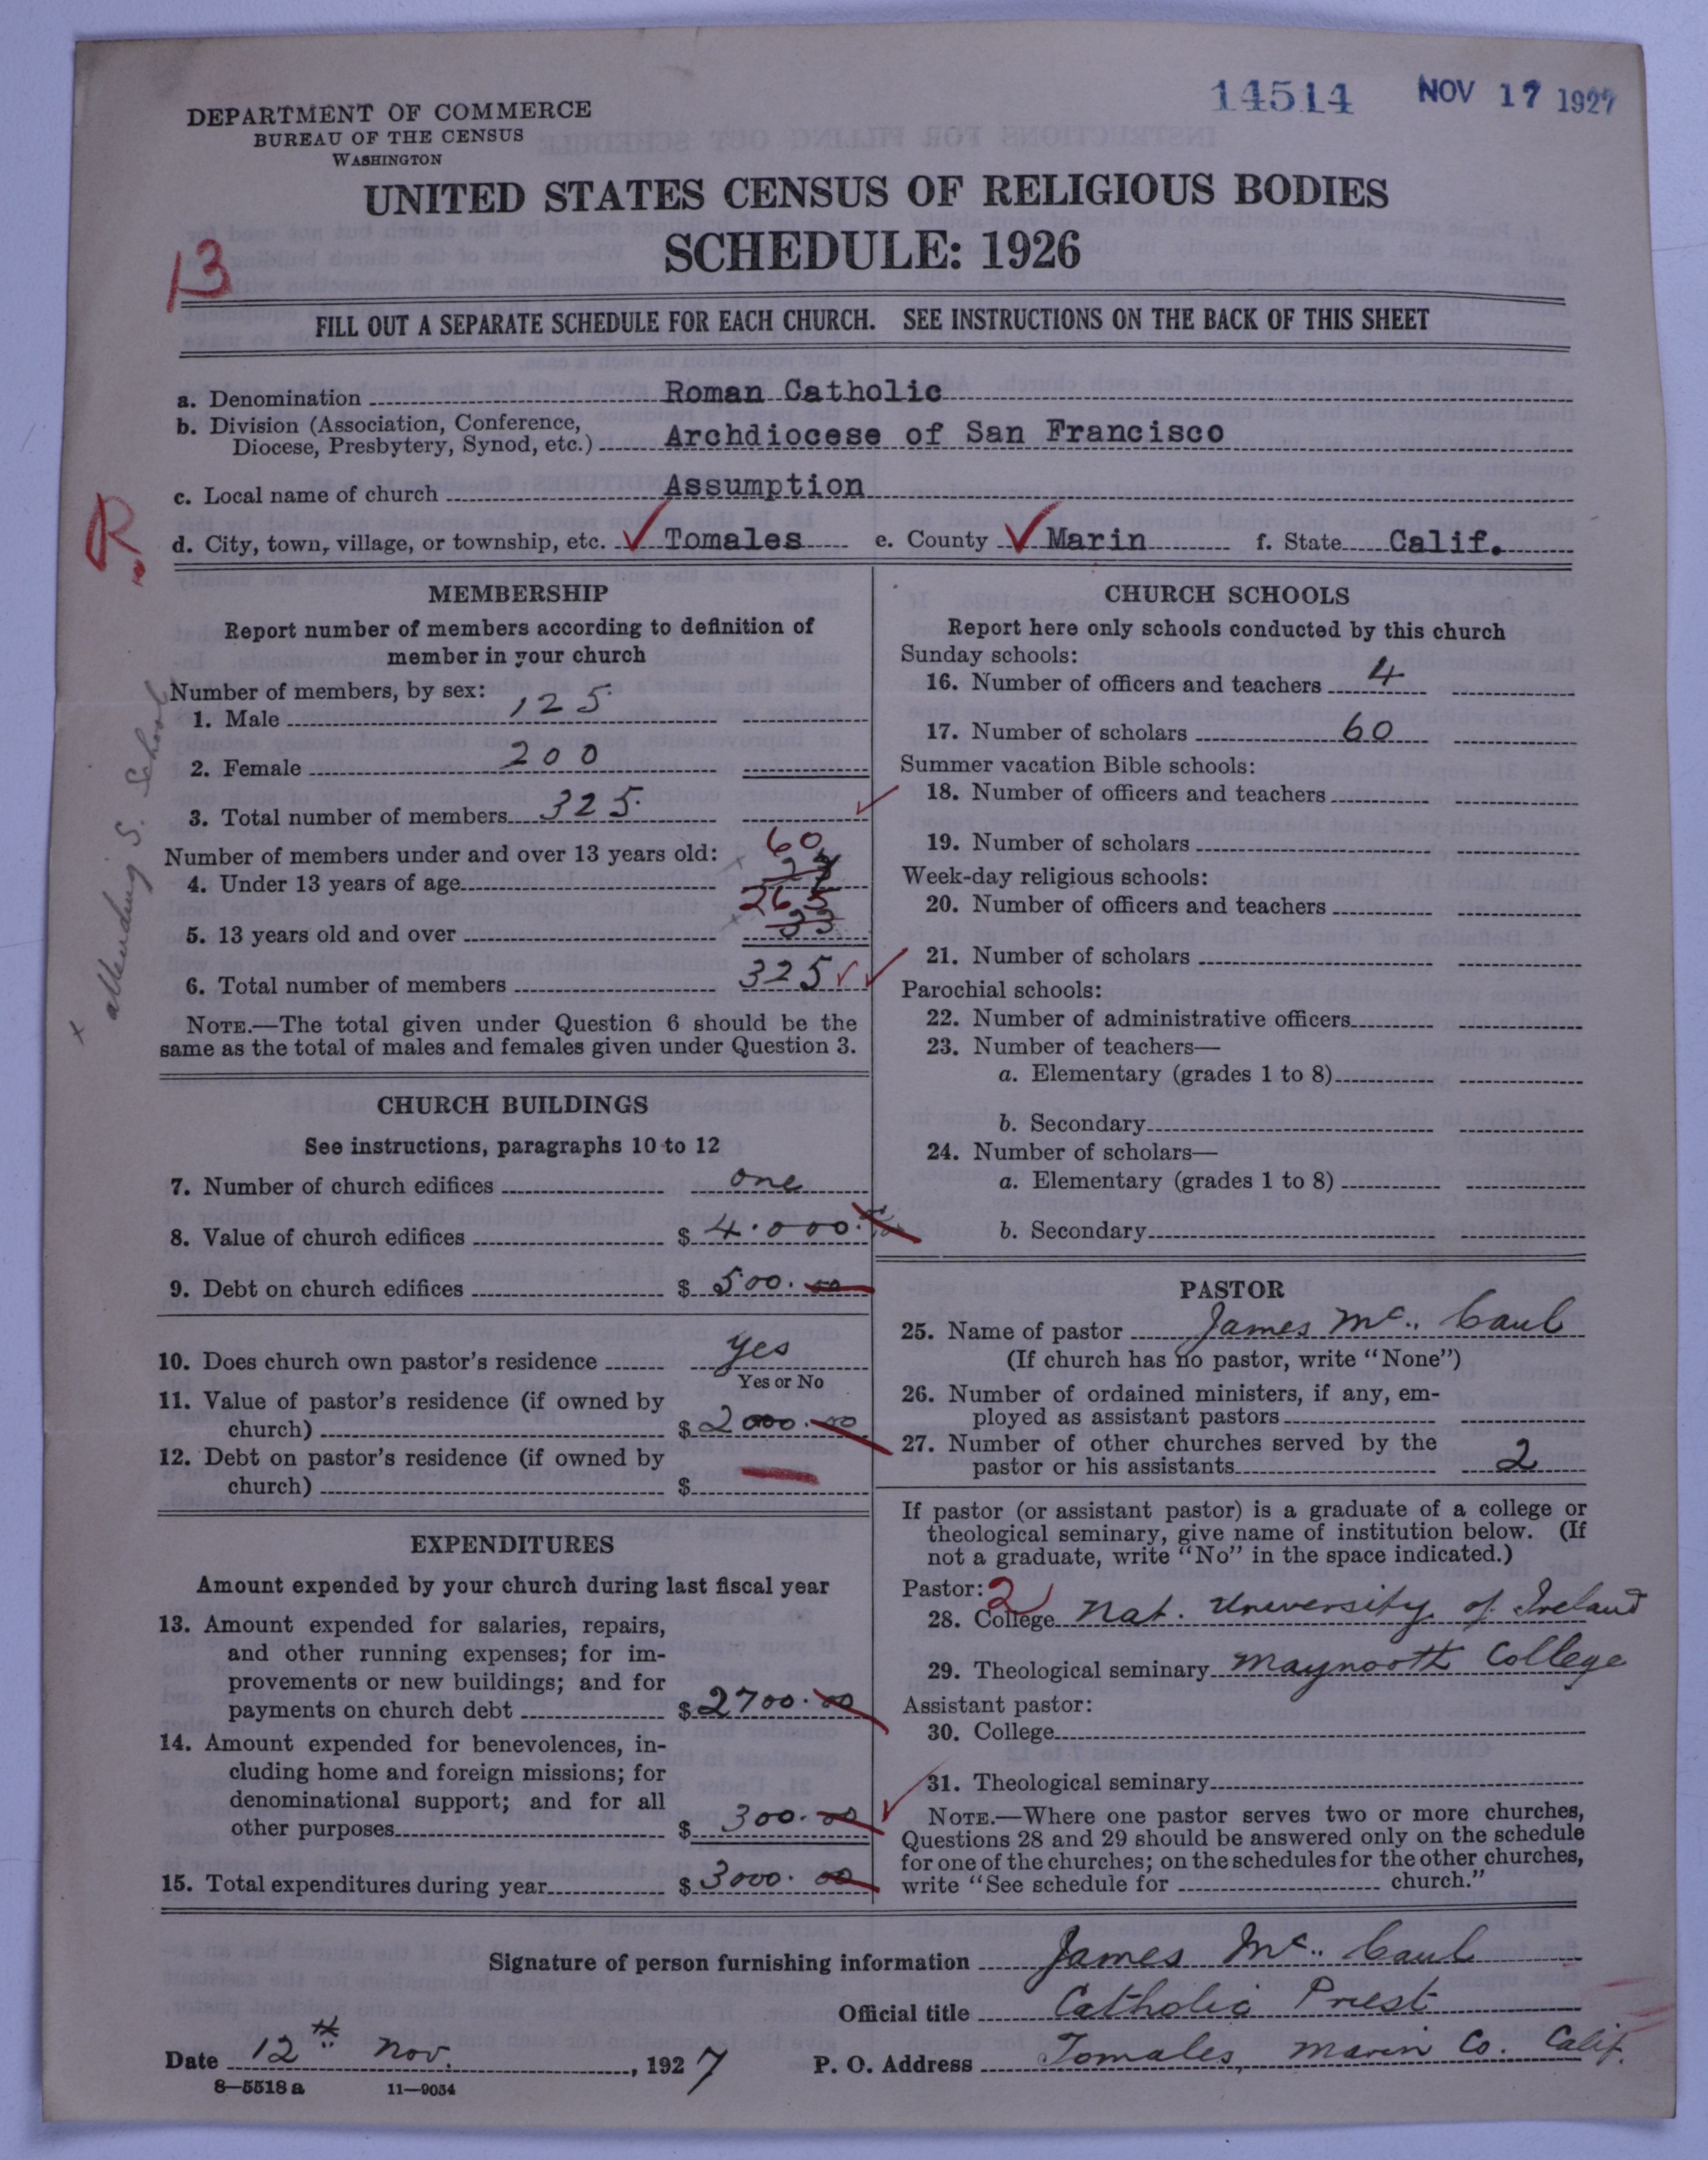 14514 NOV 17 1927
DEPARTMENT OF COMMERCE
BUREAU OF THE CENSUS
WASHINGTON
UNITED STATES CENSUS OF RELIGIOUS BODIES
SCHEDULE: 1926
13
FILL OUT A SEPARATE SCHEDULE FOR EACH CHURCH. SEE INSTRUCTIONS ON THE BACK OF THIS SHEET
a. Denomination Roman Catholic
b. Division (Association, Conference,
Diocese, Presbytery, Synod, etc.) Archdiocese of San Francisco
c. Local name of church Assumption
R
d. City, town, village, or township, etc. Tomales e. County Marin f. State Calif.
MEMBERSHIP
Report number of members according to definition of
member in your church
Number of members, by sex:
1. Male 125
2. Female 200
3. Total number of members 325
Number of members under and over 13 years old:
60
4. Under 13 years of age 27
265
5. 13 years old and over 33
6. Total number of members 325
NOTE.—The total given under Question 6 should be the
same as the total of males and females given under Question 3.
x attending S. School
CHURCH BUILDINGS
See instructions, paragraphs 10 to 12
7. Number of church edifices one
8. Value of church edifices $ 4.000.
9. Debt on church edifices $ 500. 00
10. Does church own pastor's residence yes
Yes or No
11. Value of pastor's residence (if owned by
church) $ 2000. 00
12. Debt on pastor's residence (if owned by
church) $
EXPENDITURES
Amount expended by your church during last fiscal year
13. Amount expended for salaries, repairs,
and other running expenses; for im-
provements or new buildings; and for
payments on church debt $ 2700. 00
14. Amount expended for benevolences, in-
cluding home and foreign missions; for
denominational support; and for all
other purposes $ 300. 00
15. Total expenditures during year $ 3000. 00
CHURCH SCHOOLS
Report here only schools conducted by this church
Sunday schools:
16. Number of officers and teachers 4
17. Number of scholars 60
Summer vacation Bible schools:
18. Number of officers and teachers
19. Number of scholars
Week-day religious schools:
20. Number of officers and teachers
21. Number of scholars
Parochial schools:
22. Number of administrative officers
23. Number of teachers—
a. Elementary (grades 1 to 8)
b. Secondary
24. Number of scholars—
a. Elementary (grades 1 to 8)
b. Secondary
PASTOR
25. Name of pastor James Mc. Caul
(If church has no pastor, write "None")
26. Number of ordained ministers, if any, em-
ployed as assistant pastors
27. Number of other churches served by the
pastor or his assistants 2
If pastor (or assistant pastor) is a graduate of a college or
theological seminary, give name of institution below. (If
not a graduate, write "No" in the space indicated.)
Pastor: 2
28. College Nat. University of Ireland
29. Theological seminary Maynooth College
Assistant pastor:
30. College
31. Theological seminary
NOTE.—Where one pastor serves two or more churches,
Questions 28 and 29 should be answered only on the schedule
for one of the churches; on the schedules for the other churches,
write "See schedule for church."
Signature of person furnishing information James Mc. Caul
Official title Catholic Priest
Date 12th Nov. , 1927 P. O. Address Tomales, Marin Co. Calif.
8—5518a 11—9054